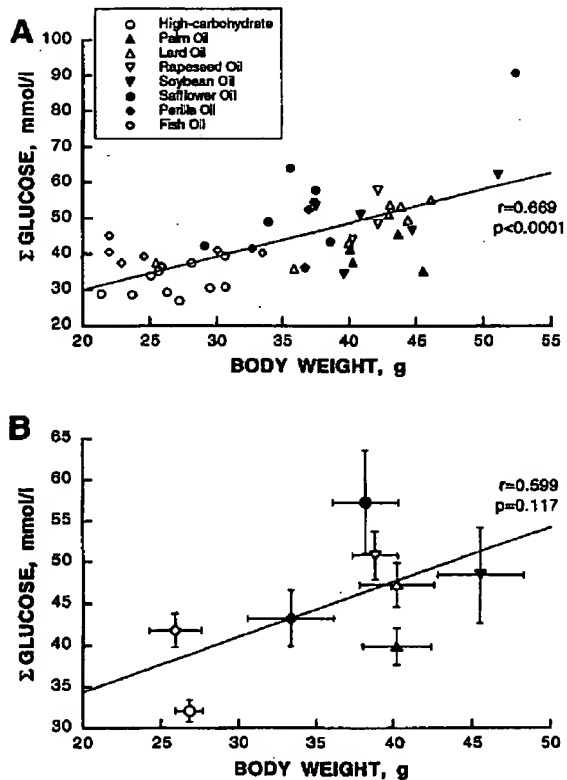 A
High-carbohydrate
Palm Oil
Lard Oil
Rapeseed Oil
Soybean Oil
Safflower Oil
Perilla Oil
Fish Oil
100
90
80
70
60
50
40
30
20
Σ GLUCOSE, mmol/l
r=0.669
p<0.0001
20 25 30 35 40 45 50 55
BODY WEIGHT, g
B
65
60
55
50
45
40
35
30
Σ GLUCOSE, mmol/l
r=0.599
p=0.117
20 25 30 35 40 45 50
BODY WEIGHT, g